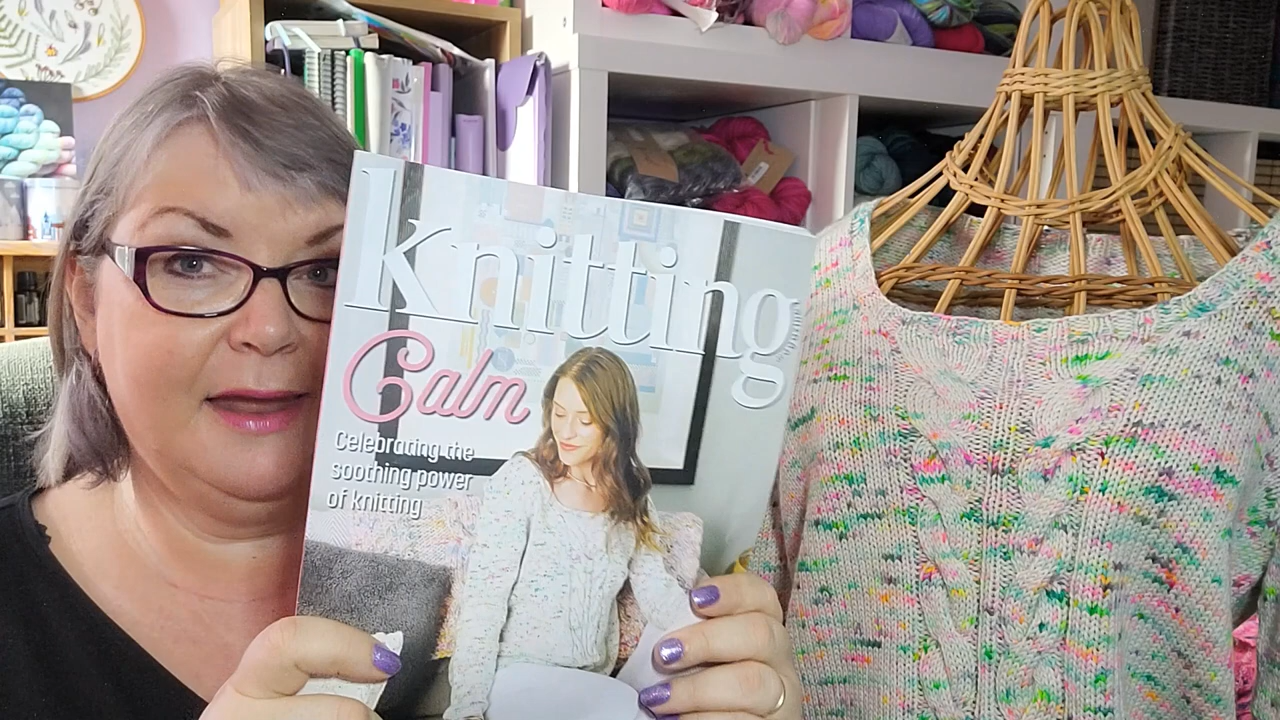 Knitting
Calm
Celebrating the
soothing power
of knitting